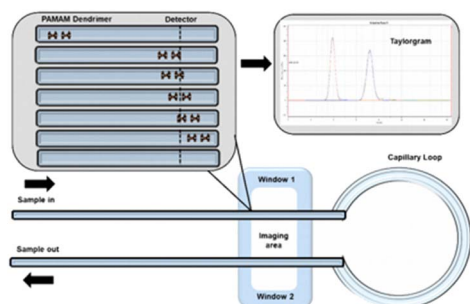 PAMAM Dendrimer
Detector
Taylorgram
Capillary Loop
Sample in
Window 1
Imaging
area
Sample out
Window 2